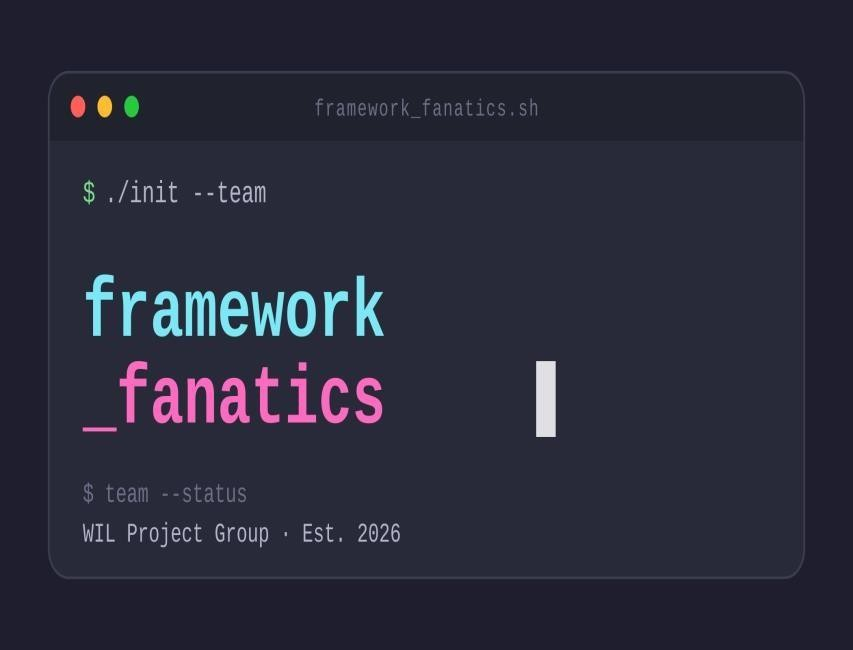 framework_fanatics.sh
$ ./init --team
framework
_fanatics
$ team --status
WIL Project Group · Est. 2026